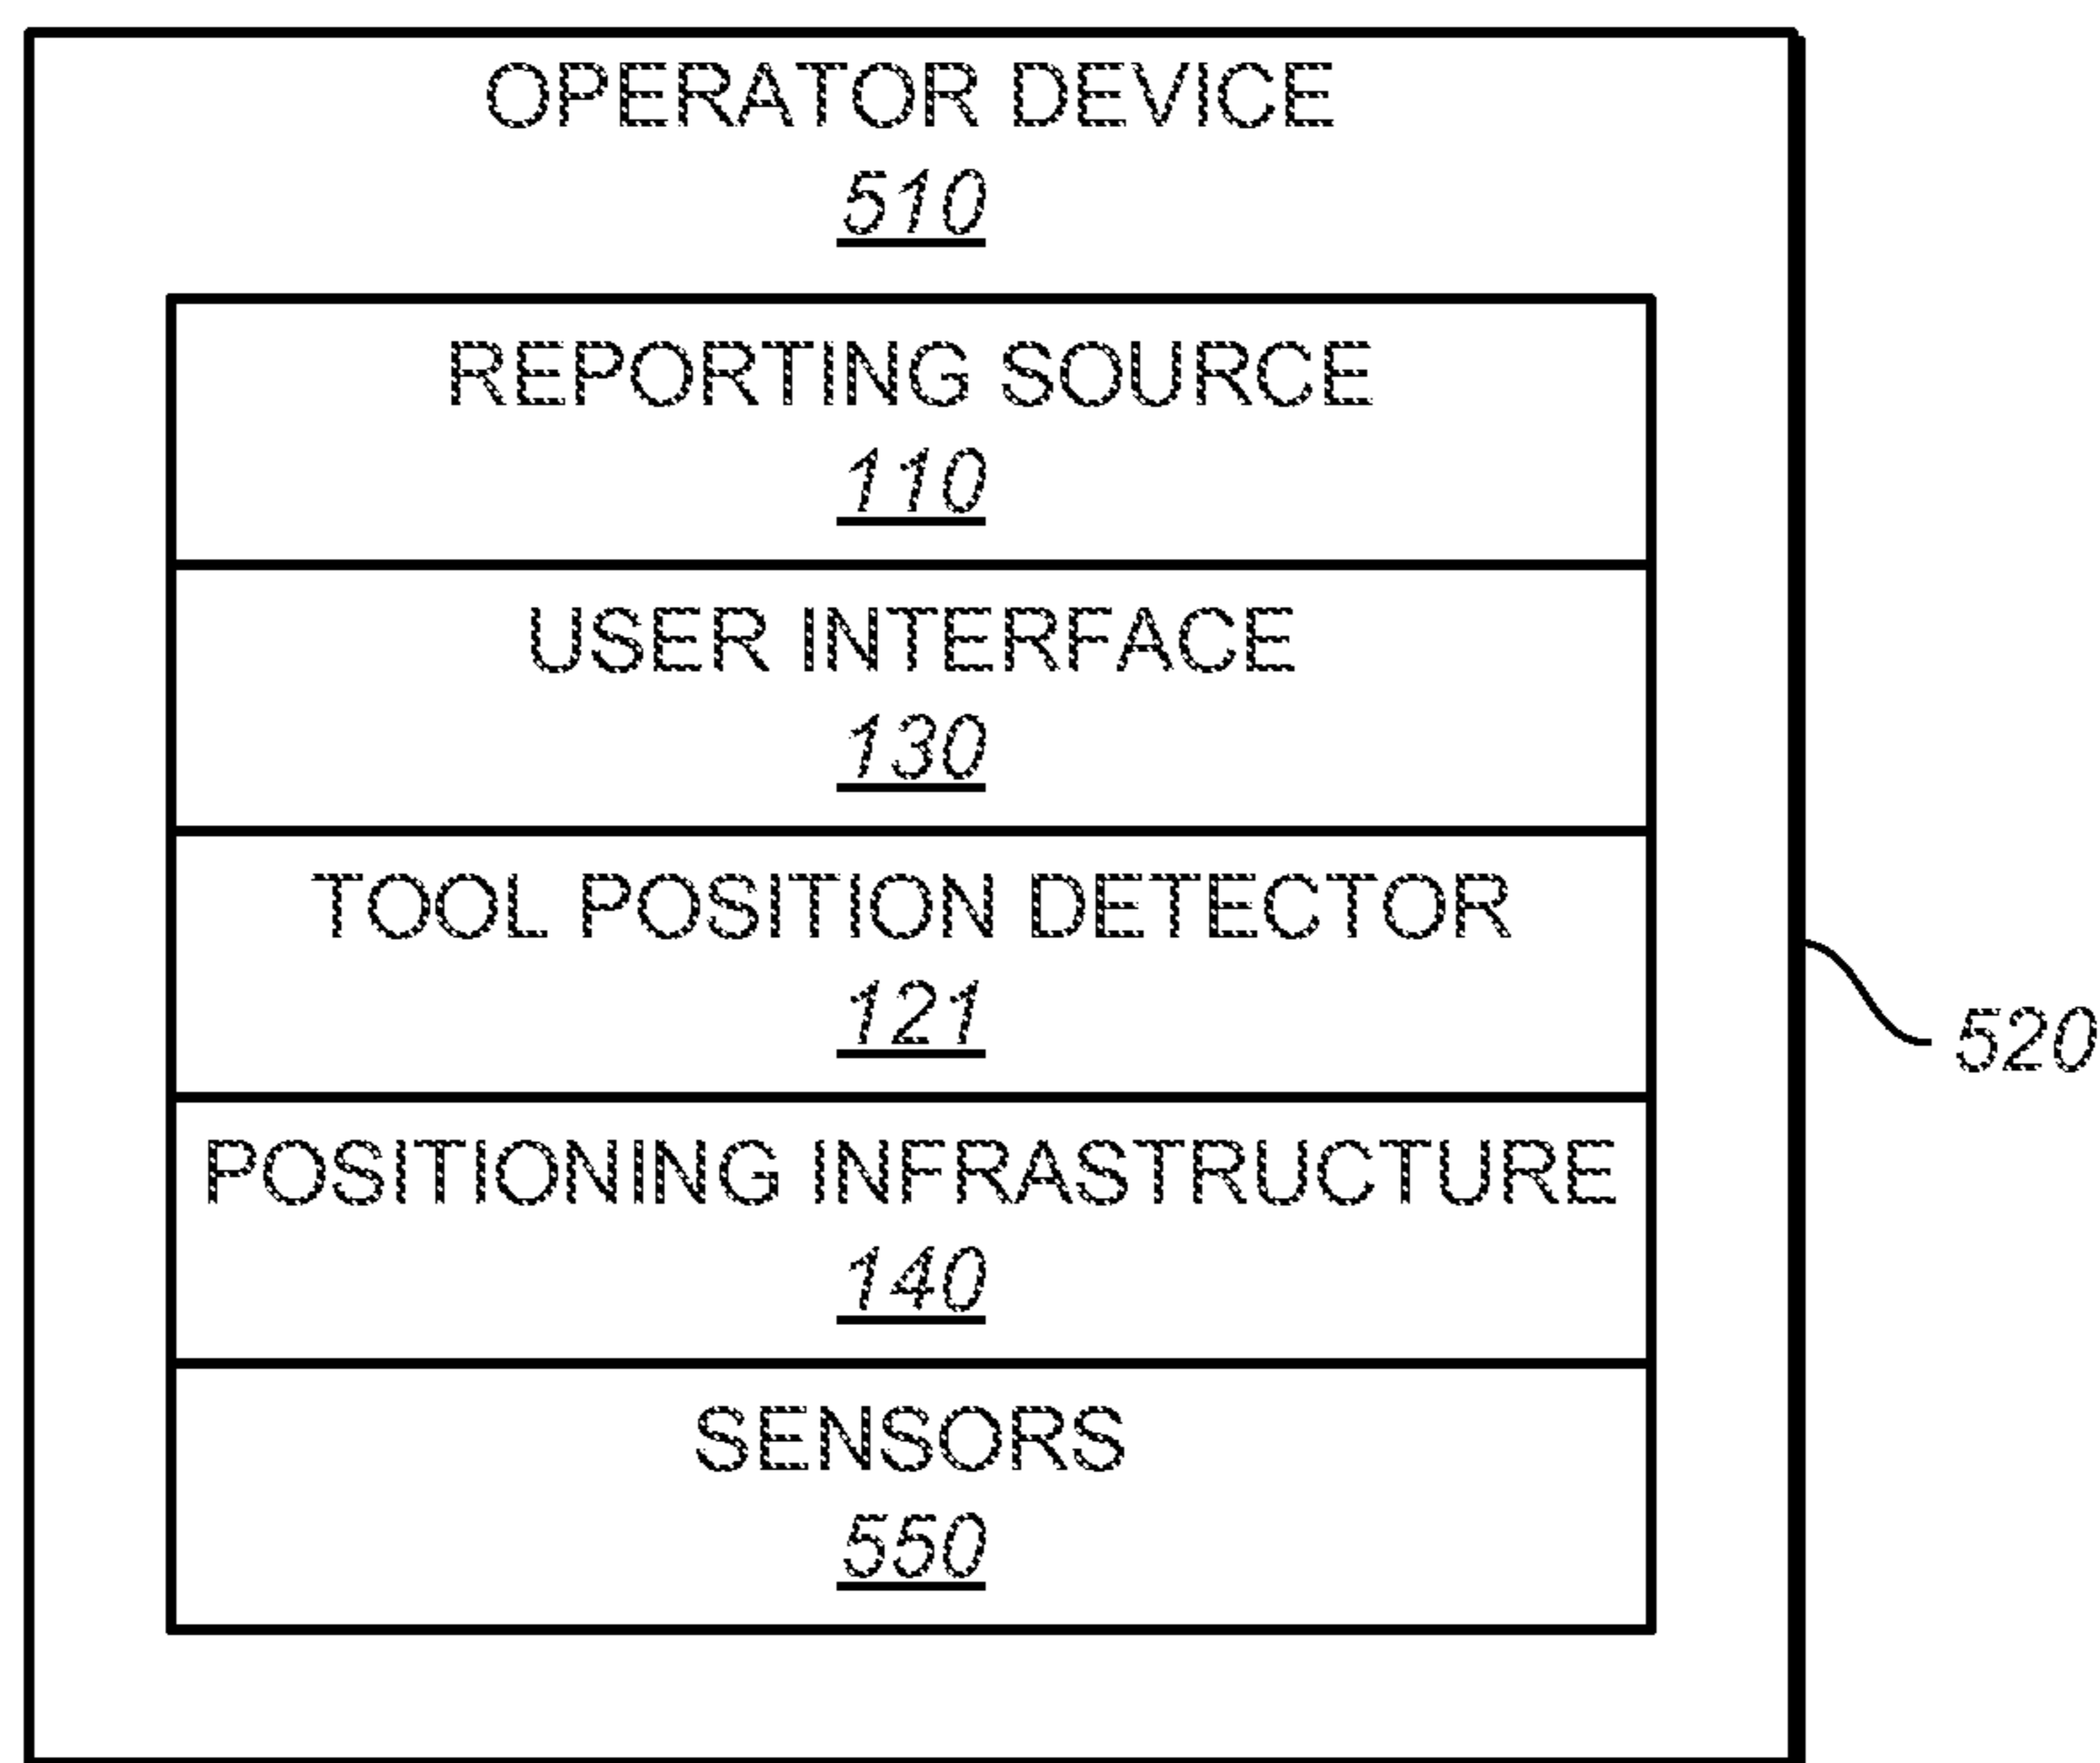 OPERATOR DEVICE
510
REPORTING SOURCE
110
USER INTERFACE
130
TOOL POSITION DETECTOR
121
520
POSITIONING INFRASTRUCTURE
140
SENSORS
550